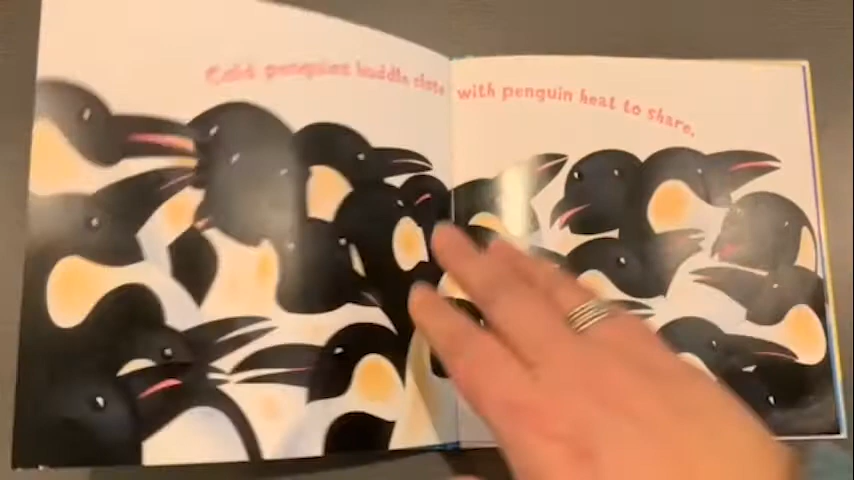 Cold penguins huddle close
with penguin heat to share.